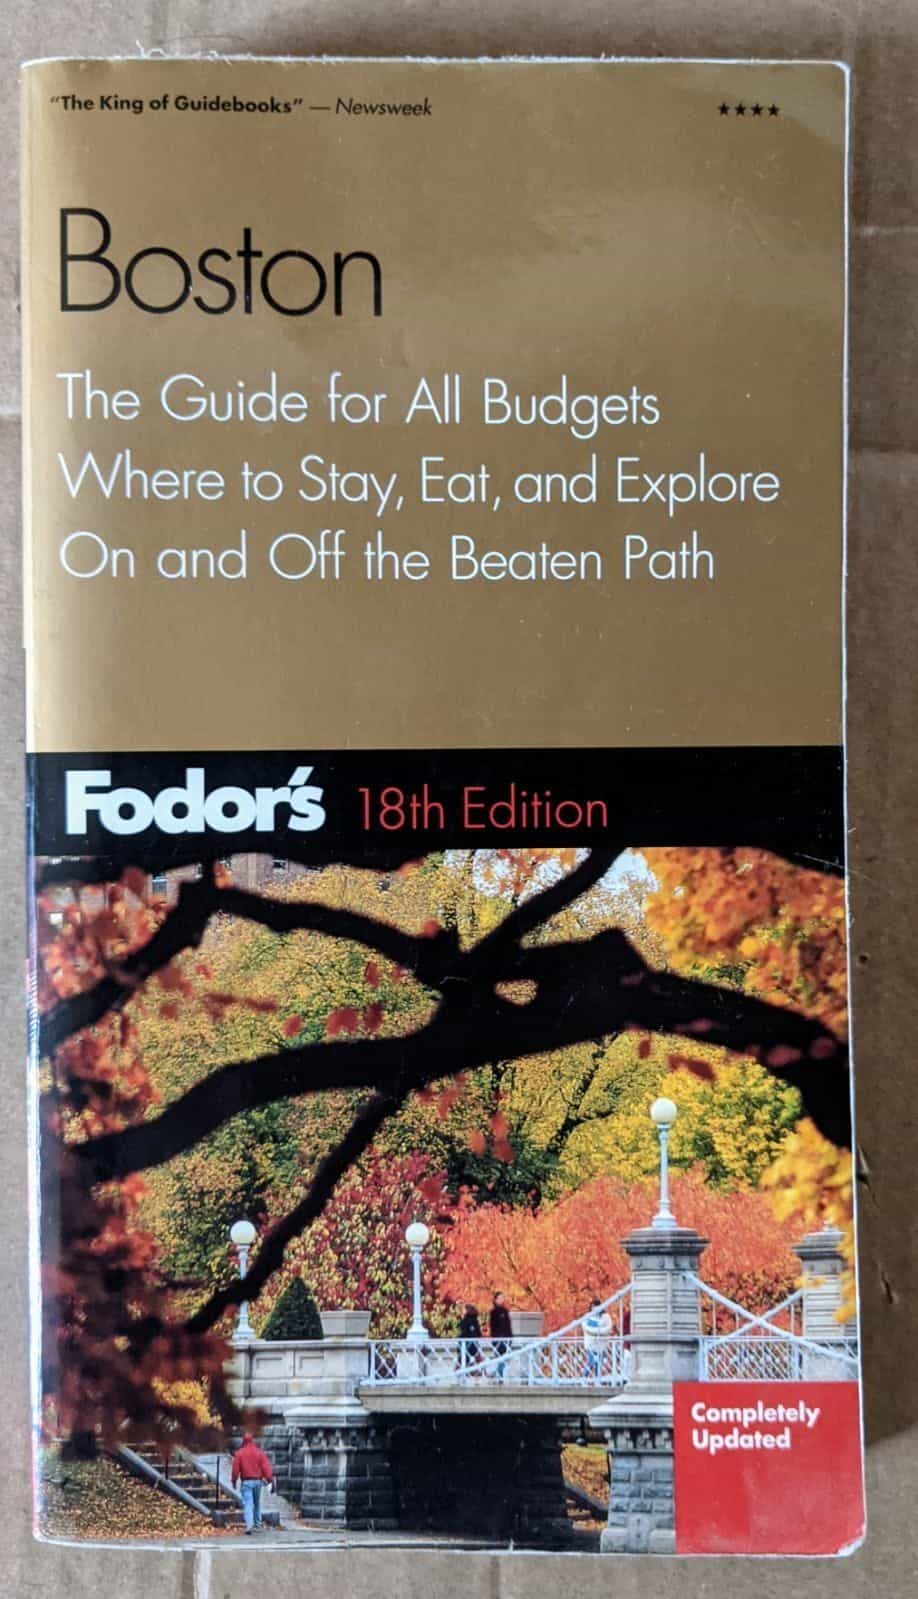 "The King of Guidebooks" — Newsweek
★★★★
Boston
The Guide for All Budgets
Where to Stay, Eat, and Explore
On and Off the Beaten Path
Fodor's 18th Edition
Completely
Updated